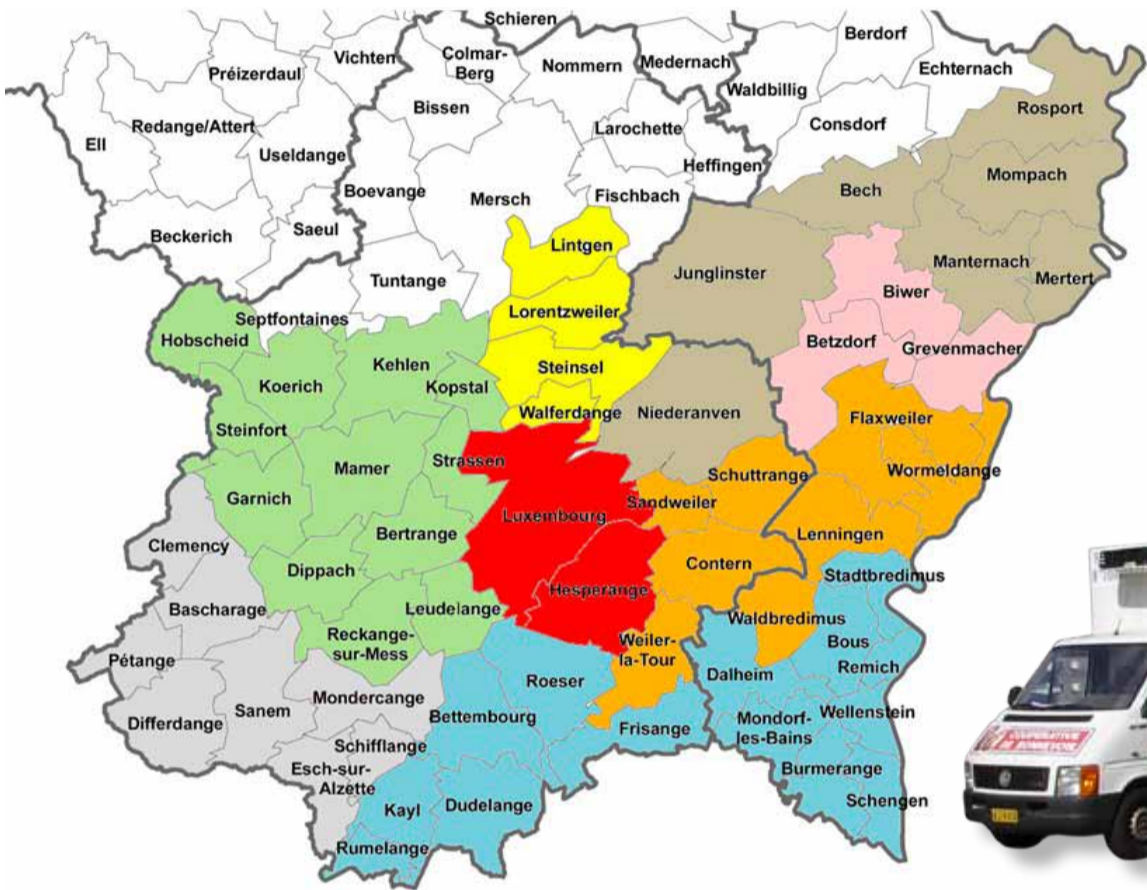 Schieren
Berdorf
Vichten
Colmar-
Berg
Nommern
Medernach
Echternach
Préizerdaul
Waldbillig
Bissen
Rosport
Ell
Redange/Attert
Larochette
Consdorf
Useldange
Heffingen
Mompach
Boevange
Bech
Mersch
Fischbach
Saeul
Beckerich
Lintgen
Junglinster
Manternach
Mertert
Tuntange
Biwer
Septfontaines
Lorentzweiler
Hobscheid
Betzdorf
Grevenmacher
Kehlen
Steinsel
Koerich
Kopstal
Walferdange
Niederanven
Flaxweiler
Steinfort
Strassen
Mamer
Schuttrange
Wormeldange
Garnich
Sandweiler
Luxembourg
Bertrange
Lenningen
Clemency
Contern
Dippach
Stadtbredimus
Hesperange
Bascharage
Leudelange
Waldbredimus
Reckange-
sur-Mess
Weiler-
la-Tour
Bous
Pétange
Remich
Dalheim
Roeser
Mondercange
Sanem
Bettembourg
Differdange
Wellenstein
Mondorf-
les-Bains
Frisange
Schifflange
Esch-sur-
Alzette
Burmerange
Kayl
Dudelange
Schengen
Rumelange
COOPERATIVE
DE BONNEVOIE